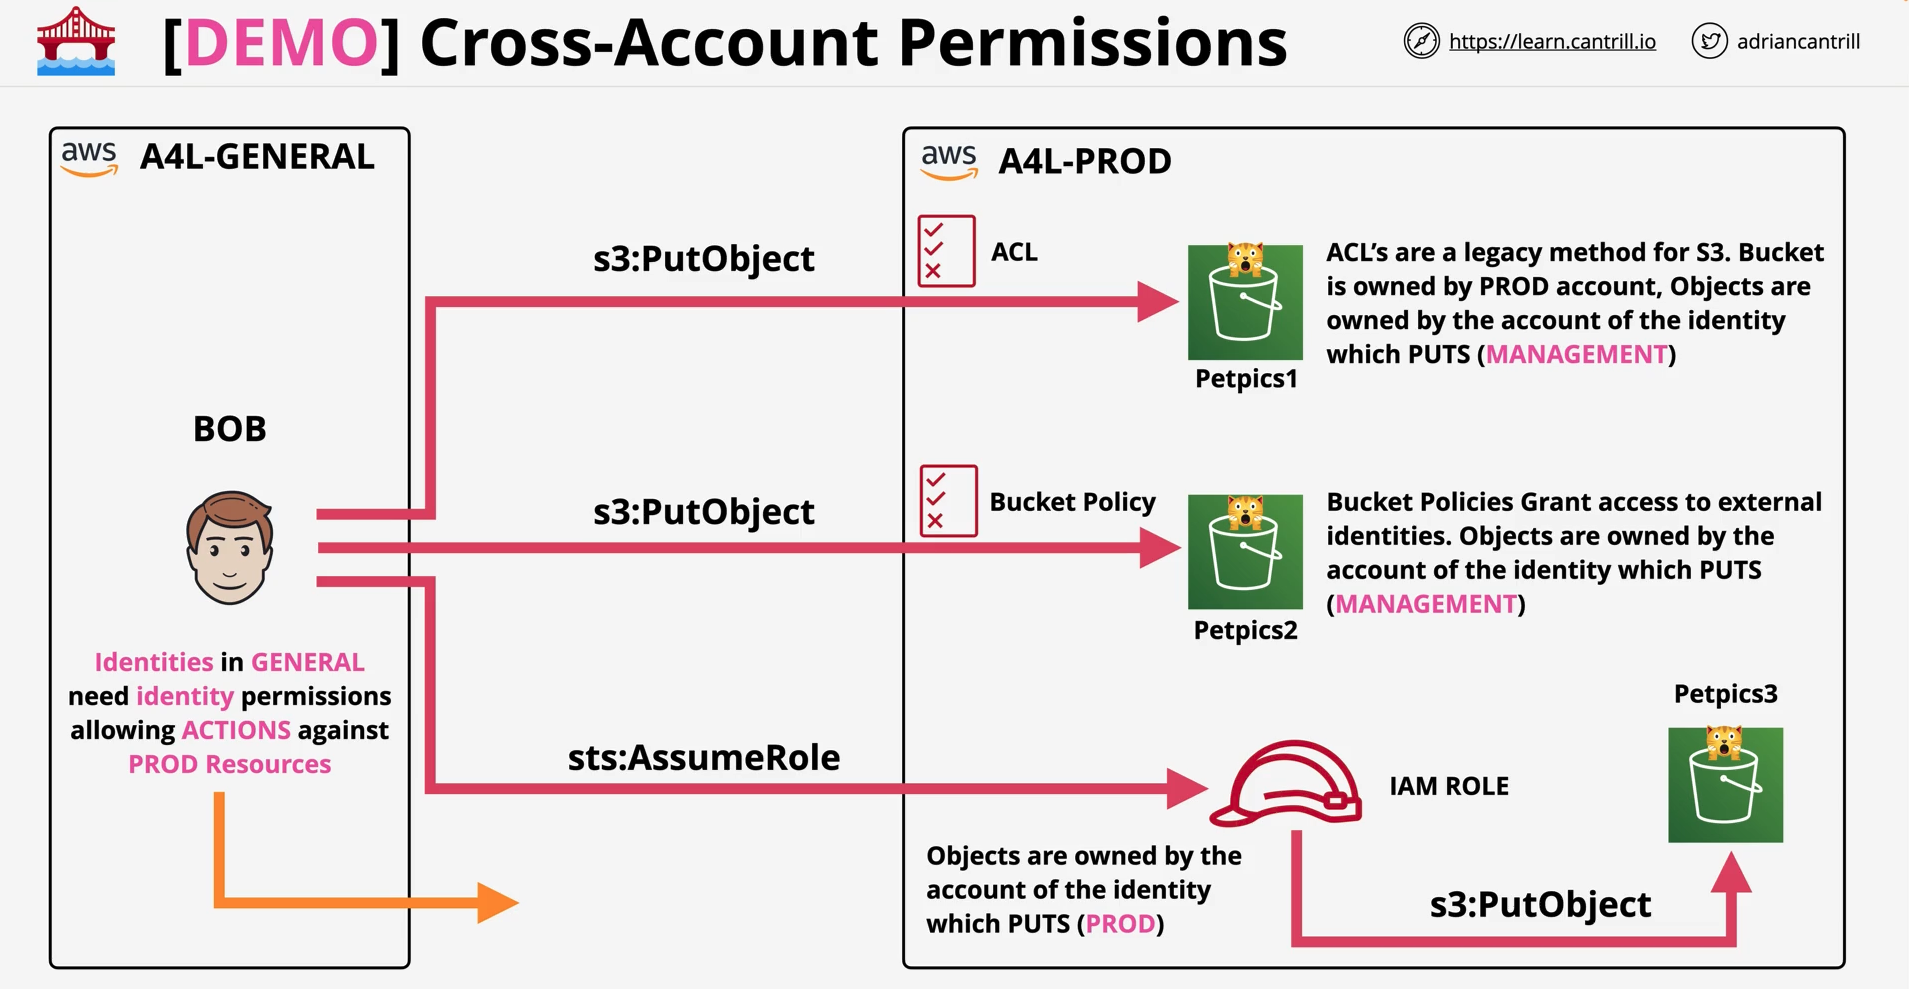 [DEMO] Cross-Account Permissions
https://learn.cantrill.io
adriancantrill
aws
A4L-GENERAL
BOB
Identities in GENERAL
need identity permissions
allowing ACTIONS against
PROD Resources
s3:PutObject
s3:PutObject
sts:AssumeRole
aws
A4L-PROD
ACL
Petpics1
ACL's are a legacy method for S3. Bucket
is owned by PROD account, Objects are
owned by the account of the identity
which PUTS (MANAGEMENT)
Bucket Policy
Petpics2
Bucket Policies Grant access to external
identities. Objects are owned by the
account of the identity which PUTS
(MANAGEMENT)
Petpics3
IAM ROLE
Objects are owned by the
account of the identity
which PUTS (PROD)
s3:PutObject